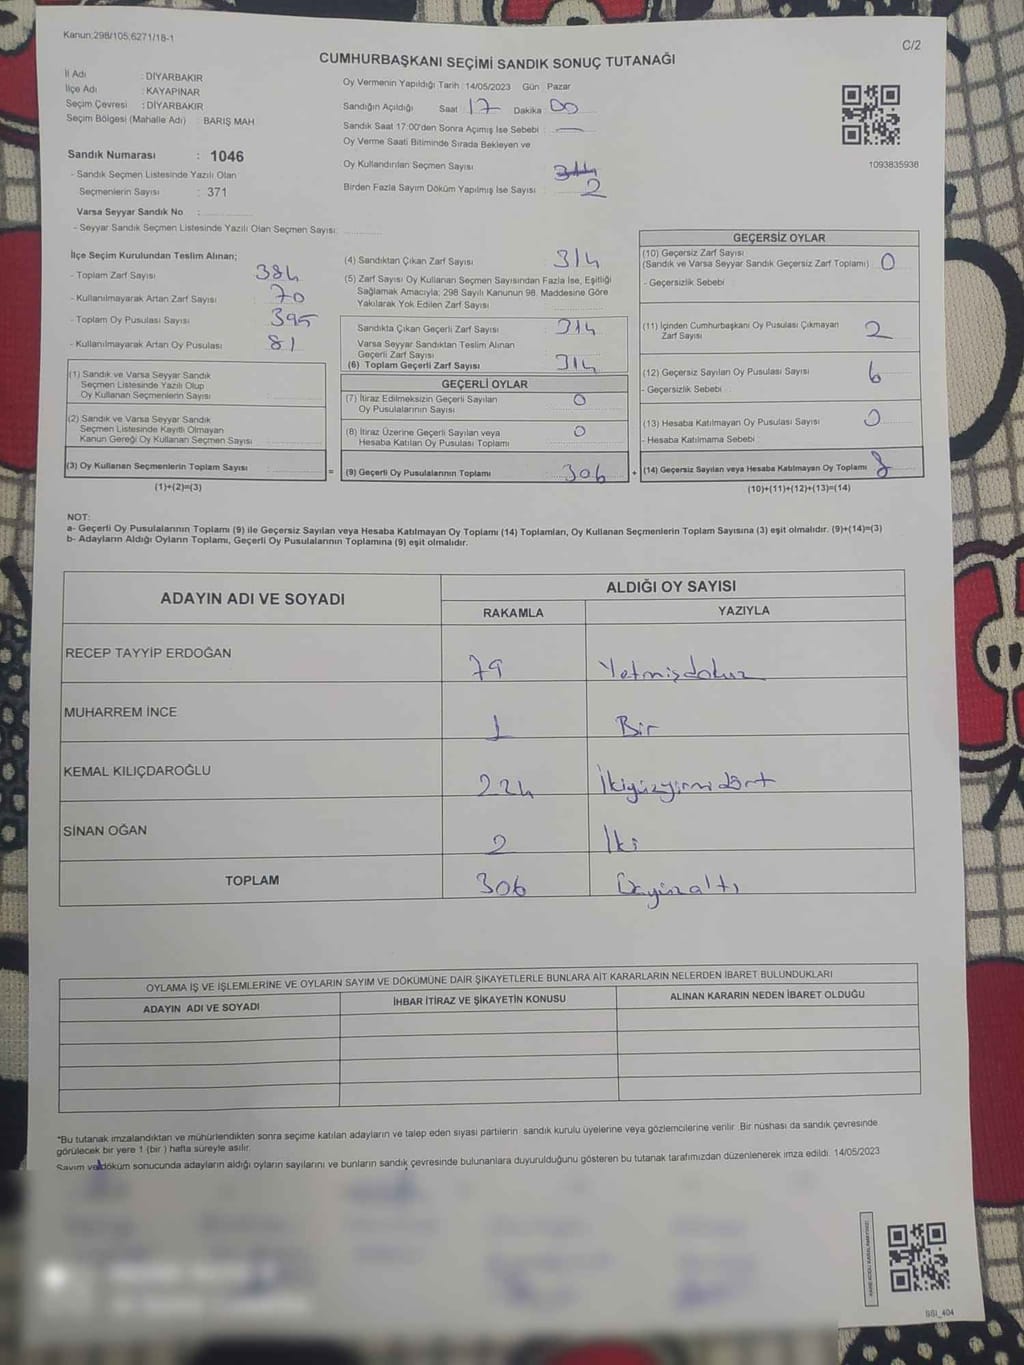 Kanun:298/105;6271/18-1
C/2
CUMHURBAŞKANI SEÇİMİ SANDIK SONUÇ TUTANAĞI
İl Adı : DİYARBAKIR
İlçe Adı : KAYAPINAR
Seçim Çevresi : DİYARBAKIR
Seçim Bölgesi (Mahalle Adı) : BARIŞ MAH
Sandık Numarası : 1046
- Sandık Seçmen Listesinde Yazılı Olan
Seçmenlerin Sayısı : 371
Varsa Seyyar Sandık No :
- Seyyar Sandık Seçmen Listesinde Yazılı Olan Seçmen Sayısı:
Oy Vermenin Yapıldığı Tarih :14/05/2023 Gün Pazar
Sandığın Açıldığı Saat : 17 Dakika : 00
Sandık Saat 17:00'den Sonra Açımış İse Sebebi : —
Oy Verme Saati Bitiminde Sırada Bekleyen ve
Oy Kullandırılan Seçmen Sayısı : 314
Birden Fazla Sayım Döküm Yapılmış İse Sayısı : 2
1093835936
İlçe Seçim Kurulundan Teslim Alınan;
- Toplam Zarf Sayısı : 384
- Kullanılmayarak Artan Zarf Sayısı : 70
- Toplam Oy Pusulası Sayısı : 395
- Kullanılmayarak Artan Oy Pusulası : 81
(1) Sandık ve Varsa Seyyar Sandık
Seçmen Listesinde Yazılı Olup
Oy Kullanan Seçmenlerin Sayısı :
(2) Sandık ve Varsa Seyyar Sandık
Seçmen Listesinde Kayıtlı Olmayan
Kanun Gereği Oy Kullanan Seçmen Sayısı :
(3) Oy Kullanan Seçmenlerin Toplam Sayısı :
=
(1)+(2)=(3)
(4) Sandıktan Çıkan Zarf Sayısı : 314
(5) Zarf Sayısı Oy Kullanan Seçmen Sayısından Fazla İse, Eşitliği
Sağlamak Amacıyla; 298 Sayılı Kanunun 98. Maddesine Göre
Yakılarak Yok Edilen Zarf Sayısı :
Sandıkta Çıkan Geçerli Zarf Sayısı : 314
Varsa Seyyar Sandıktan Teslim Alınan
Geçerli Zarf Sayısı :
(6) Toplam Geçerli Zarf Sayısı : 314
GEÇERLİ OYLAR
(7) İtiraz Edilmeksizin Geçerli Sayılan
Oy Pusulalarının Sayısı : 0
(8) İtiraz Üzerine Geçerli Sayılan veya
Hesaba Katılan Oy Pusulası Toplamı : 0
(9) Geçerli Oy Pusulalarının Toplamı : 306
+
GEÇERSİZ OYLAR
(10) Geçersiz Zarf Sayısı
(Sandık ve Varsa Seyyar Sandık Geçersiz Zarf Toplamı) : 0
- Geçersizlik Sebebi :
(11) İçinden Cumhurbaşkanı Oy Pusulası Çıkmayan
Zarf Sayısı : 2
(12) Geçersiz Sayılan Oy Pusulası Sayısı : 6
- Geçersizlik Sebebi :
(13) Hesaba Katılmayan Oy Pusulası Sayısı : 0
- Hesaba Katılmama Sebebi :
(14) Geçersiz Sayılan veya Hesaba Katılmayan Oy Toplamı : 8
(10)+(11)+(12)+(13)=(14)
NOT:
a- Geçerli Oy Pusulalarının Toplamı (9) ile Geçersiz Sayılan veya Hesaba Katılmayan Oy Toplamı (14) Toplamları, Oy Kullanan Seçmenlerin Toplam Sayısına (3) eşit olmalıdır. (9)+(14)=(3)
b- Adayların Aldığı Oyların Toplamı, Geçerli Oy Pusulalarının Toplamına (9) eşit olmalıdır.
ADAYIN ADI VE SOYADI
ALDIĞI OY SAYISI
RAKAMLA YAZIYLA
RECEP TAYYİP ERDOĞAN 79 Yetmişdokuz
MUHARREM İNCE 1 Bir
KEMAL KILIÇDAROĞLU 224 İkiyüzyirmidört
SİNAN OĞAN 2 İki
TOPLAM 306 Üçyüzaltı
OYLAMA İŞ VE İŞLEMLERİNE VE OYLARIN SAYIM VE DÖKÜMÜNE DAİR ŞİKAYETLERLE BUNLARA AİT KARARLARIN NELERDEN İBARET BULUNDUKLARI
ADAYIN ADI VE SOYADI İHBAR İTİRAZ VE ŞİKAYETİN KONUSU ALINAN KARARIN NEDEN İBARET OLDUĞU
*Bu tutanak imzalandıktan ve mühürlendikten sonra seçime katılan adayların ve talep eden siyasi partilerin sandık kurulu üyelerine veya gözlemcilerine verilir .Bir nüshası da sandık çevresinde
görülecek bir yere 1 (bir ) hafta süreyle asılır.
Sayım ve döküm sonucunda adayların aldığı oyların sayılarını ve bunların sandık çevresinde bulunanlara duyurulduğunu gösteren bu tutanak tarafımızdan düzenlenerek imza edildi. 14/05/2023